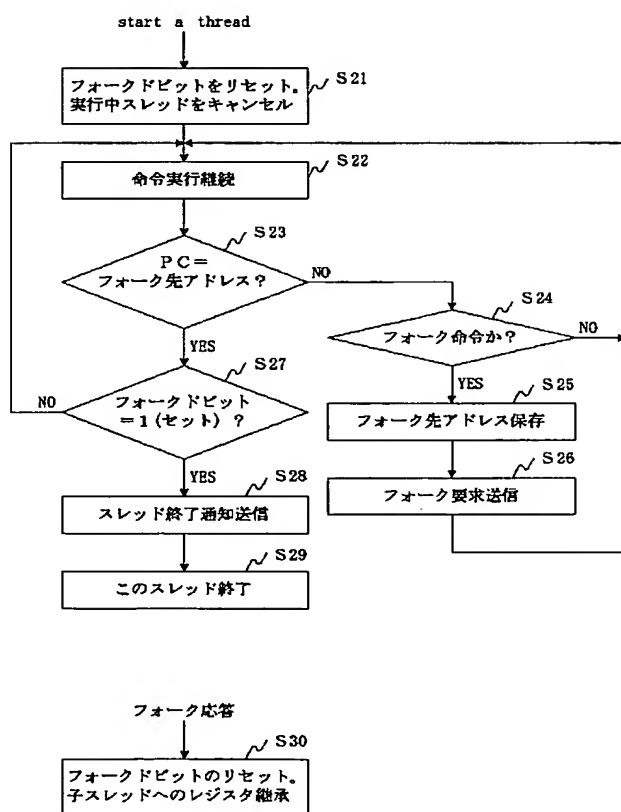 start a thread
フォークドビットをリセット。
実行中スレッドをキャンセル
S21
命令実行継続
S22
PC=
フォーク先アドレス?
S23
NO
YES
フォーク命令か?
S24
NO
YES
フォークドビット
=1(セット)?
S27
NO
YES
フォーク先アドレス保存
S25
フォーク要求送信
S26
スレッド終了通知送信
S28
このスレッド終了
S29
フォーク応答
フォークドビットのリセット。
子スレッドへのレジスタ継承
S30